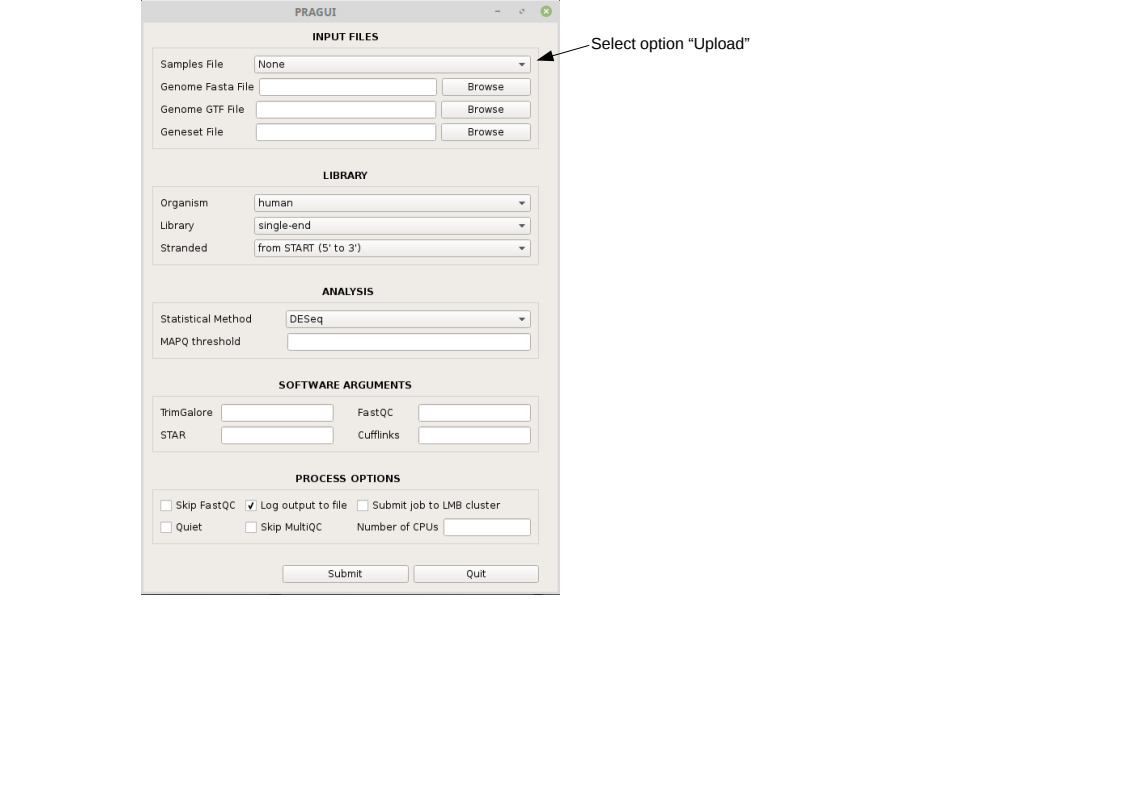 PRAGUI
INPUT FILES
Select option “Upload”
Samples File None
Genome Fasta File Browse
Genome GTF File Browse
Geneset File Browse
LIBRARY
Organism human
Library single-end
Stranded from START (5' to 3')
ANALYSIS
Statistical Method DESeq
MAPQ threshold
SOFTWARE ARGUMENTS
TrimGalore FastQC
STAR Cufflinks
PROCESS OPTIONS
Skip FastQC Log output to file Submit job to LMB cluster
Quiet Skip MultiQC Number of CPUs
Submit Quit